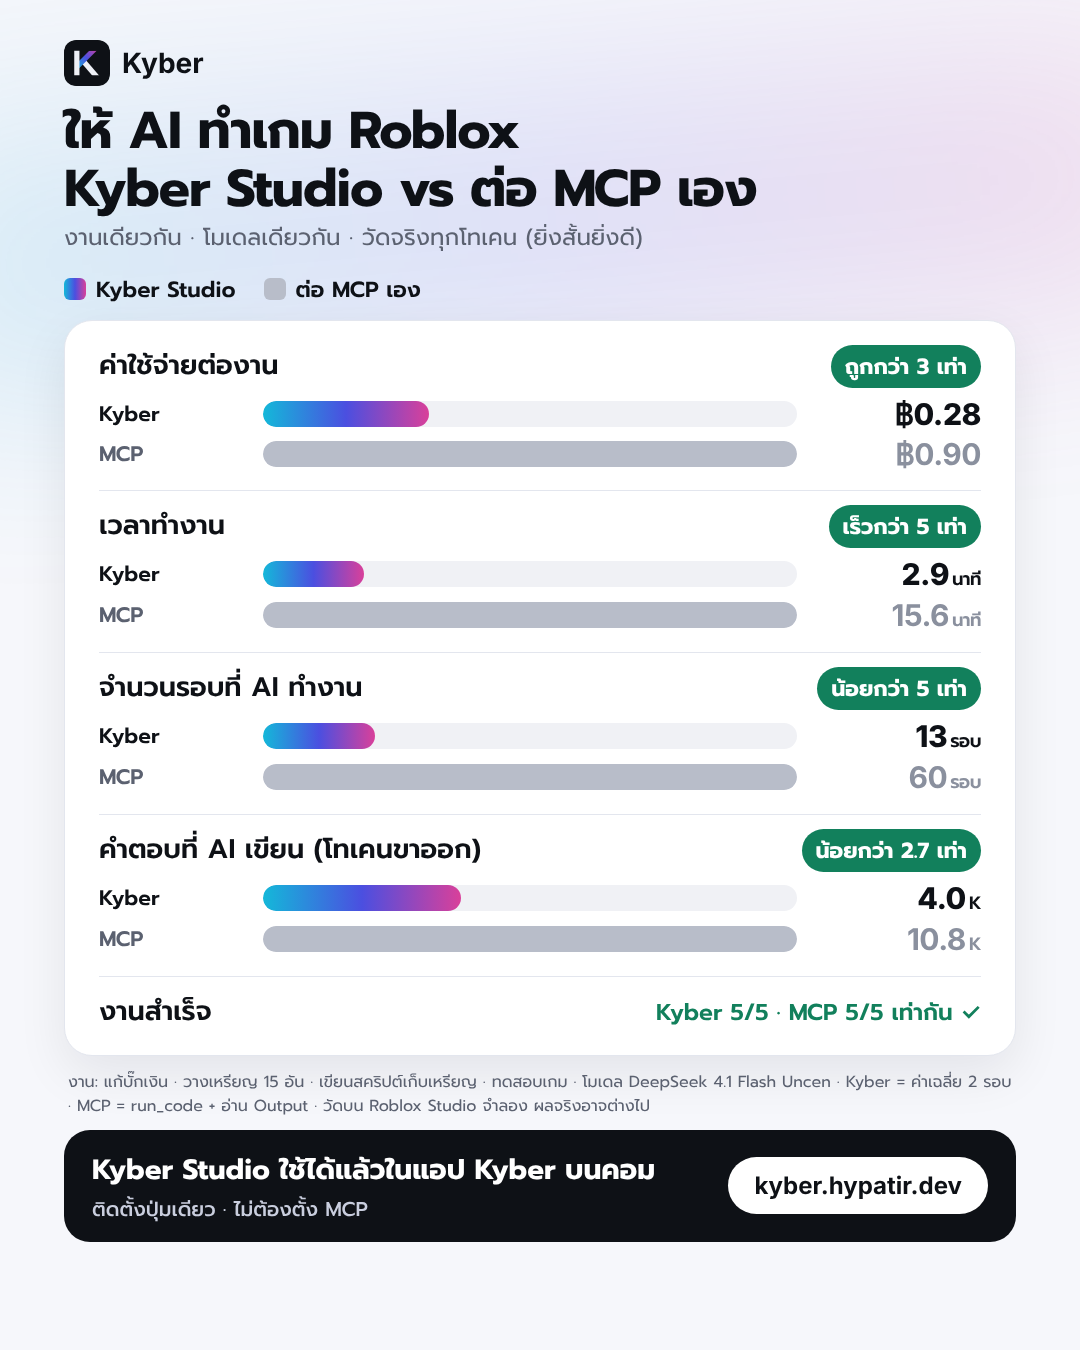 Kyber
ให้ AI ทำเกม Roblox
Kyber Studio vs ต่อ MCP เอง
งานเดียวกัน · โมเดลเดียวกัน · วัดจริงทุกโทเคน (ยิ่งสั้นยิ่งดี)
Kyber Studio ต่อ MCP เอง
ค่าใช้จ่ายต่องาน ถูกกว่า 3 เท่า
Kyber ฿0.28
MCP ฿0.90
เวลาทำงาน เร็วกว่า 5 เท่า
Kyber 2.9 นาที
MCP 15.6 นาที
จำนวนรอบที่ AI ทำงาน น้อยกว่า 5 เท่า
Kyber 13 รอบ
MCP 60 รอบ
คำตอบที่ AI เขียน (โทเคนขาออก) น้อยกว่า 2.7 เท่า
Kyber 4.0 K
MCP 10.8 K
งานสำเร็จ Kyber 5/5 · MCP 5/5 เท่ากัน ✓
งาน: แก้บั๊กเงิน · วางเหรียญ 15 อัน · เขียนสคริปต์เก็บเหรียญ · ทดสอบเกม · โมเดล DeepSeek 4.1 Flash Uncen · Kyber = ค่าเฉลี่ย 2 รอบ
· MCP = run_code + อ่าน Output · วัดบน Roblox Studio จำลอง ผลจริงอาจต่างไป
Kyber Studio ใช้ได้แล้วในแอป Kyber บนคอม
ติดตั้งปุ่มเดียว · ไม่ต้องตั้ง MCP
kyber.hypatir.dev